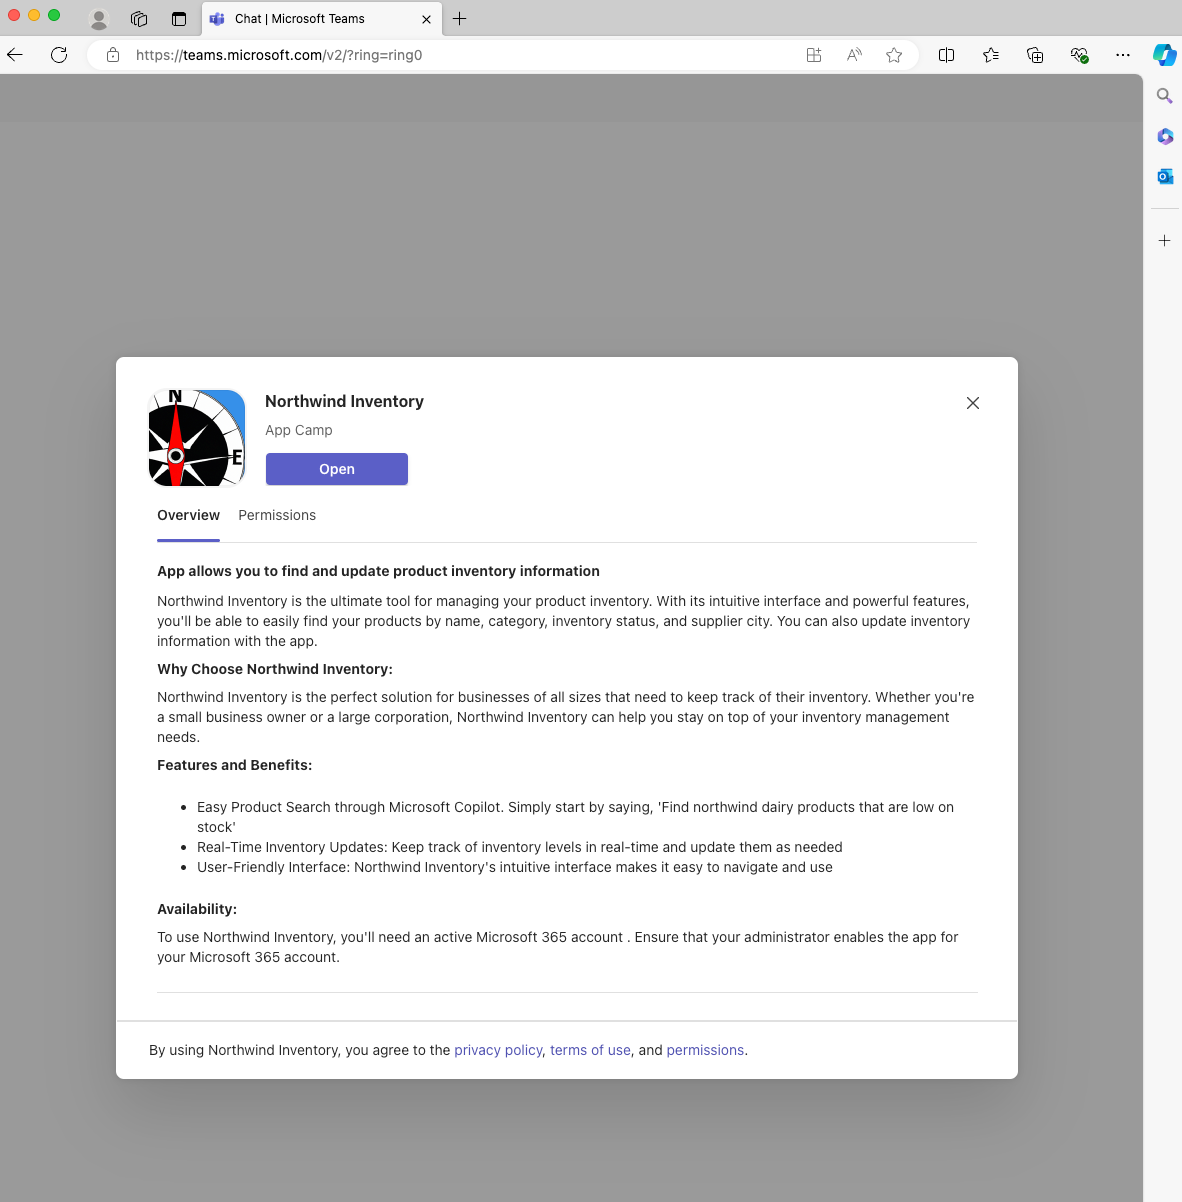 Chat | Microsoft Teams
https://teams.microsoft.com/v2/?ring=ring0
N
E
Northwind Inventory
App Camp
Open
Overview Permissions
App allows you to find and update product inventory information
Northwind Inventory is the ultimate tool for managing your product inventory. With its intuitive interface and powerful features,
you'll be able to easily find your products by name, category, inventory status, and supplier city. You can also update inventory
information with the app.
Why Choose Northwind Inventory:
Northwind Inventory is the perfect solution for businesses of all sizes that need to keep track of their inventory. Whether you're
a small business owner or a large corporation, Northwind Inventory can help you stay on top of your inventory management
needs.
Features and Benefits:
• Easy Product Search through Microsoft Copilot. Simply start by saying, 'Find northwind dairy products that are low on
stock'
• Real-Time Inventory Updates: Keep track of inventory levels in real-time and update them as needed
• User-Friendly Interface: Northwind Inventory's intuitive interface makes it easy to navigate and use
Availability:
To use Northwind Inventory, you'll need an active Microsoft 365 account . Ensure that your administrator enables the app for
your Microsoft 365 account.
By using Northwind Inventory, you agree to the privacy policy, terms of use, and permissions.